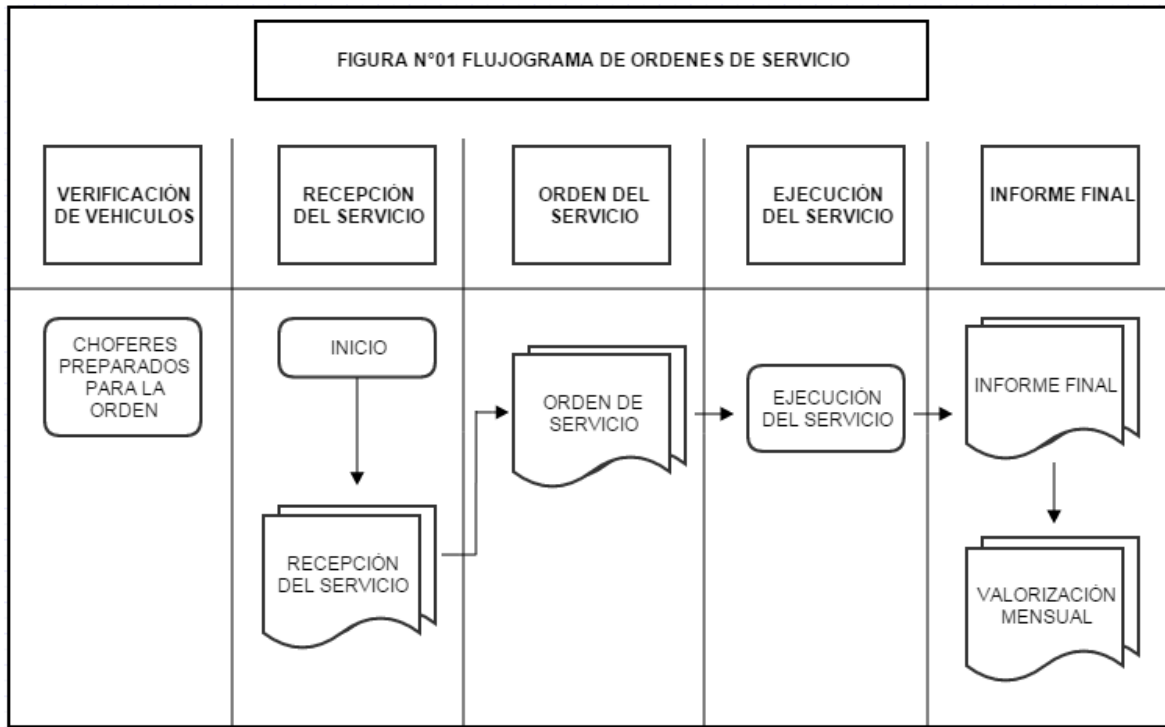 FIGURA N°01 FLUJOGRAMA DE ORDENES DE SERVICIO
VERIFICACIÓN
DE VEHICULOS
RECEPCIÓN
DEL SERVICIO
ORDEN DEL
SERVICIO
EJECUCIÓN
DEL SERVICIO
INFORME FINAL
CHOFERES
PREPARADOS
PARA LA
ORDEN
INICIO
RECEPCIÓN
DEL SERVICIO
ORDEN DE
SERVICIO
EJECUCIÓN
DEL SERVICIO
INFORME FINAL
VALORIZACIÓN
MENSUAL